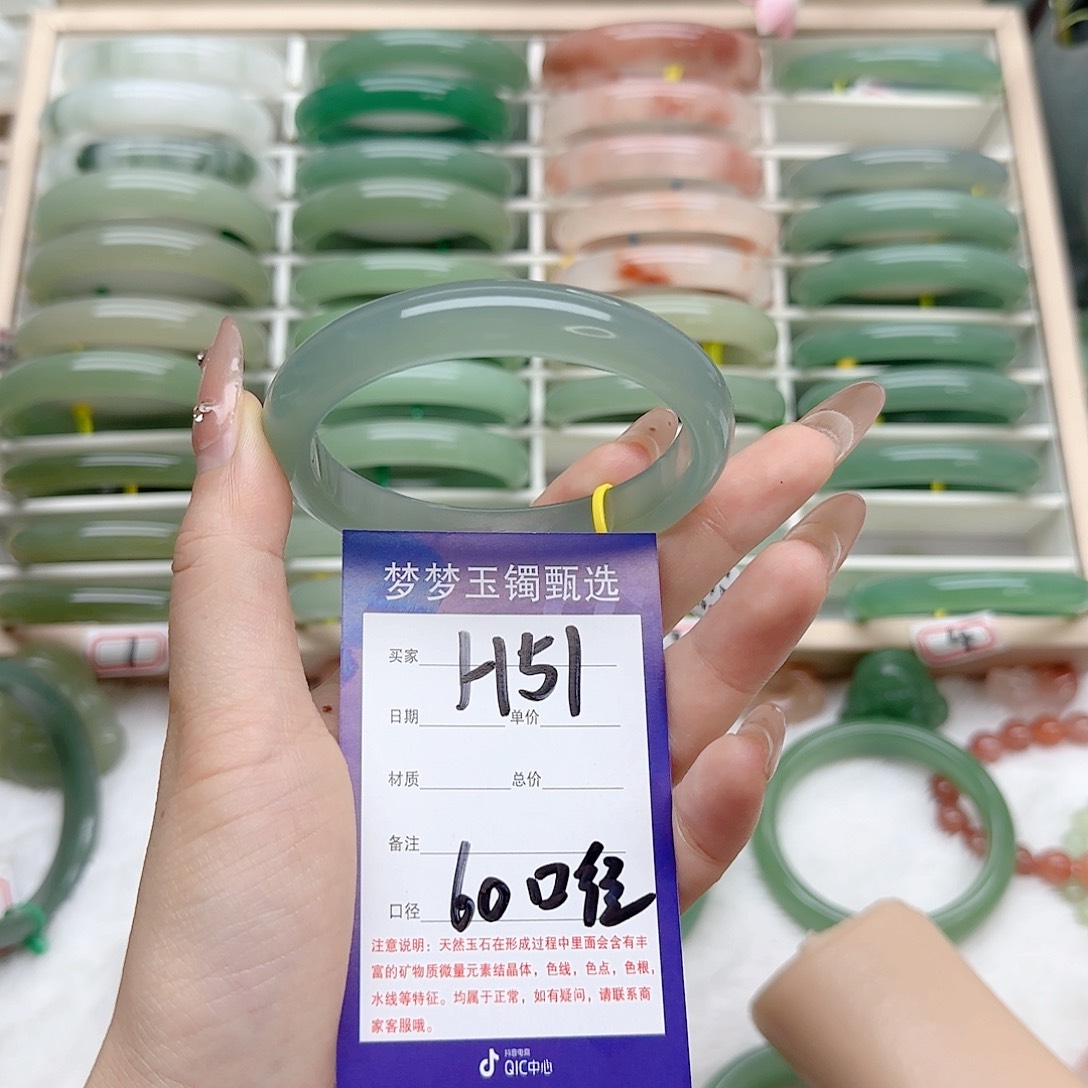 梦梦玉镯甄选
买家 H51
日期 单价
材质 总价
备注
口径 60口径
注意说明：天然玉石在形成过程中里面会含有丰
富的矿物质微量元素结晶体，色线，色点，色根，
水线等特征。均属于正常，如有疑问，请联系商
家客服哦。
抖音电商
QIC中心
1
4